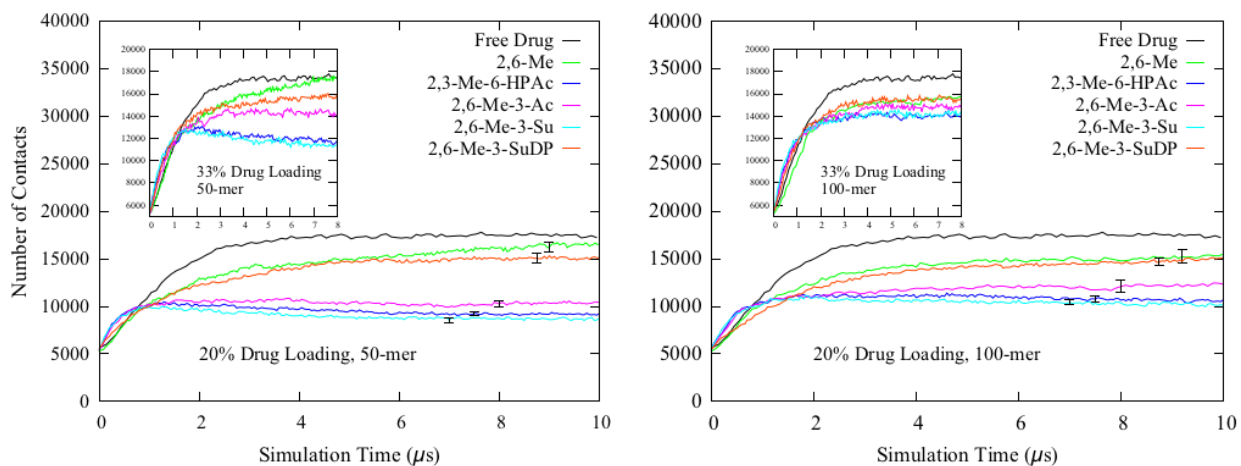 40000
35000
30000
25000
20000
15000
10000
5000
0
Number of Contacts
0 2 4 6 8 10
Simulation Time (μs)
Free Drug
2,6-Me
2,3-Me-6-HPAc
2,6-Me-3-Ac
2,6-Me-3-Su
2,6-Me-3-SuDP
20000
18000
16000
14000
12000
10000
8000
6000
0 1 2 3 4 5 6 7 8
33% Drug Loading
50-mer
20% Drug Loading, 50-mer
40000
35000
30000
25000
20000
15000
10000
5000
0
0 2 4 6 8 10
Simulation Time (μs)
Free Drug
2,6-Me
2,3-Me-6-HPAc
2,6-Me-3-Ac
2,6-Me-3-Su
2,6-Me-3-SuDP
20000
18000
16000
14000
12000
10000
8000
6000
0 1 2 3 4 5 6 7 8
33% Drug Loading
100-mer
20% Drug Loading, 100-mer